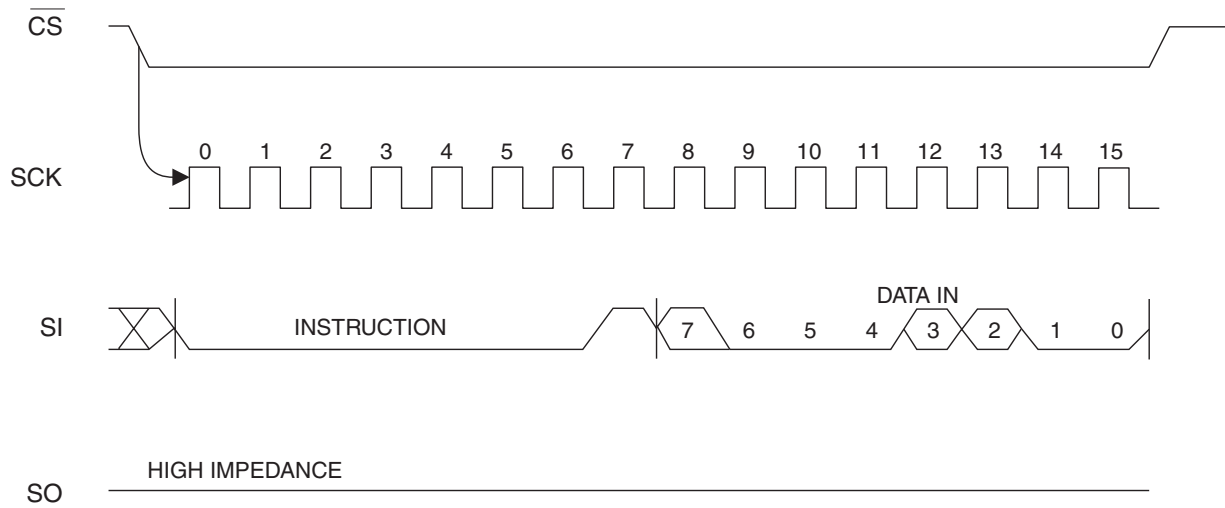 CS
0 1 2 3 4 5 6 7 8 9 10 11 12 13 14 15
SCK
DATA IN
SI INSTRUCTION 7 6 5 4 3 2 1 0
HIGH IMPEDANCE
SO